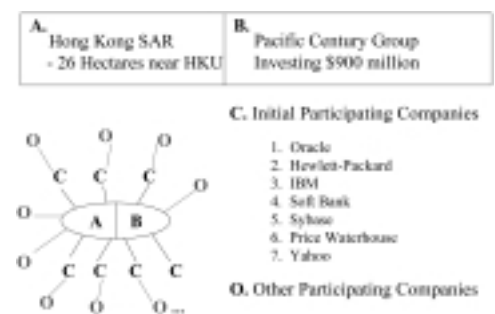 A.
Hong Kong SAR
- 26 Hectares near HKU
B.
Pacific Century Group
Investing $900 million
C. Initial Participating Companies
1. Oracle
2. Hewlett-Packard
3. IBM
4. Soft Bank
5. Sybase
6. Price Waterhouse
7. Yahoo
O. Other Participating Companies
O O O
C C C O
O A B
O
O C C C C
O O O ...